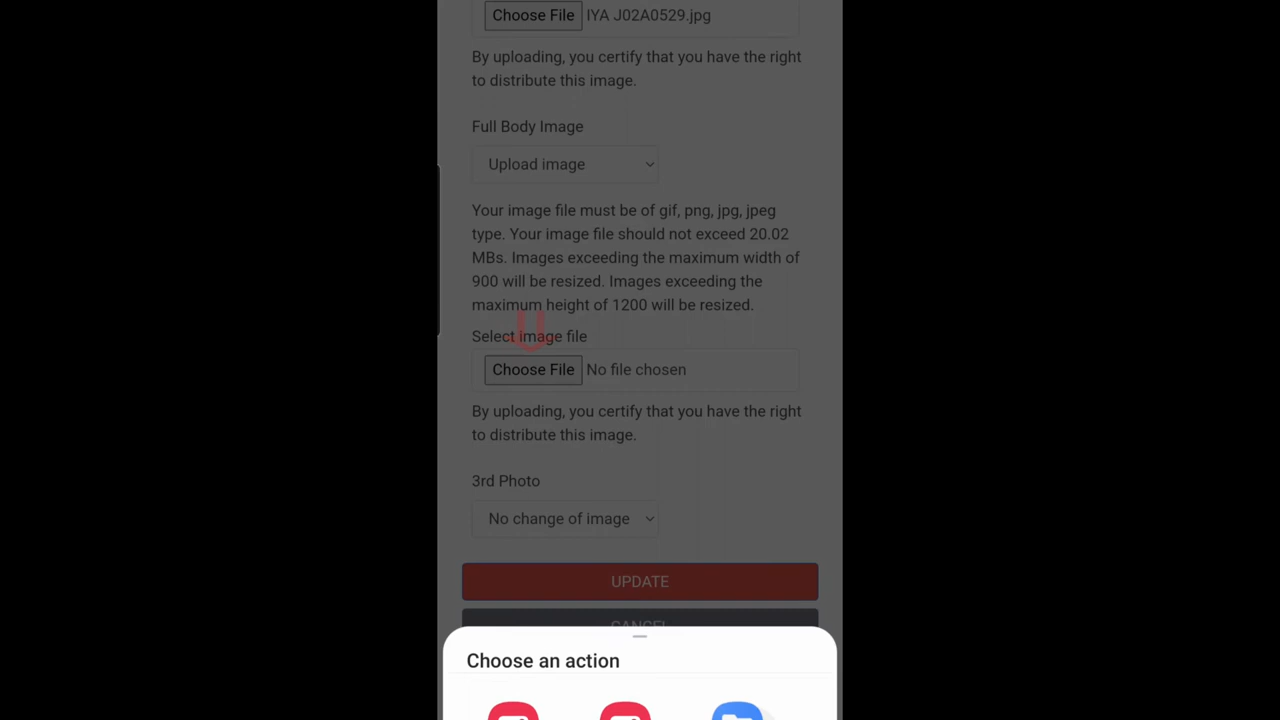 Choose File IYA J02A0529.jpg
By uploading, you certify that you have the right
to distribute this image.
Full Body Image
Upload image
Your image file must be of gif, png, jpg, jpeg
type. Your image file should not exceed 20.02
MBs. Images exceeding the maximum width of
900 will be resized. Images exceeding the
maximum height of 1200 will be resized.
Select image file
Choose File No file chosen
By uploading, you certify that you have the right
to distribute this image.
3rd Photo
No change of image
UPDATE
CANCEL
Choose an action